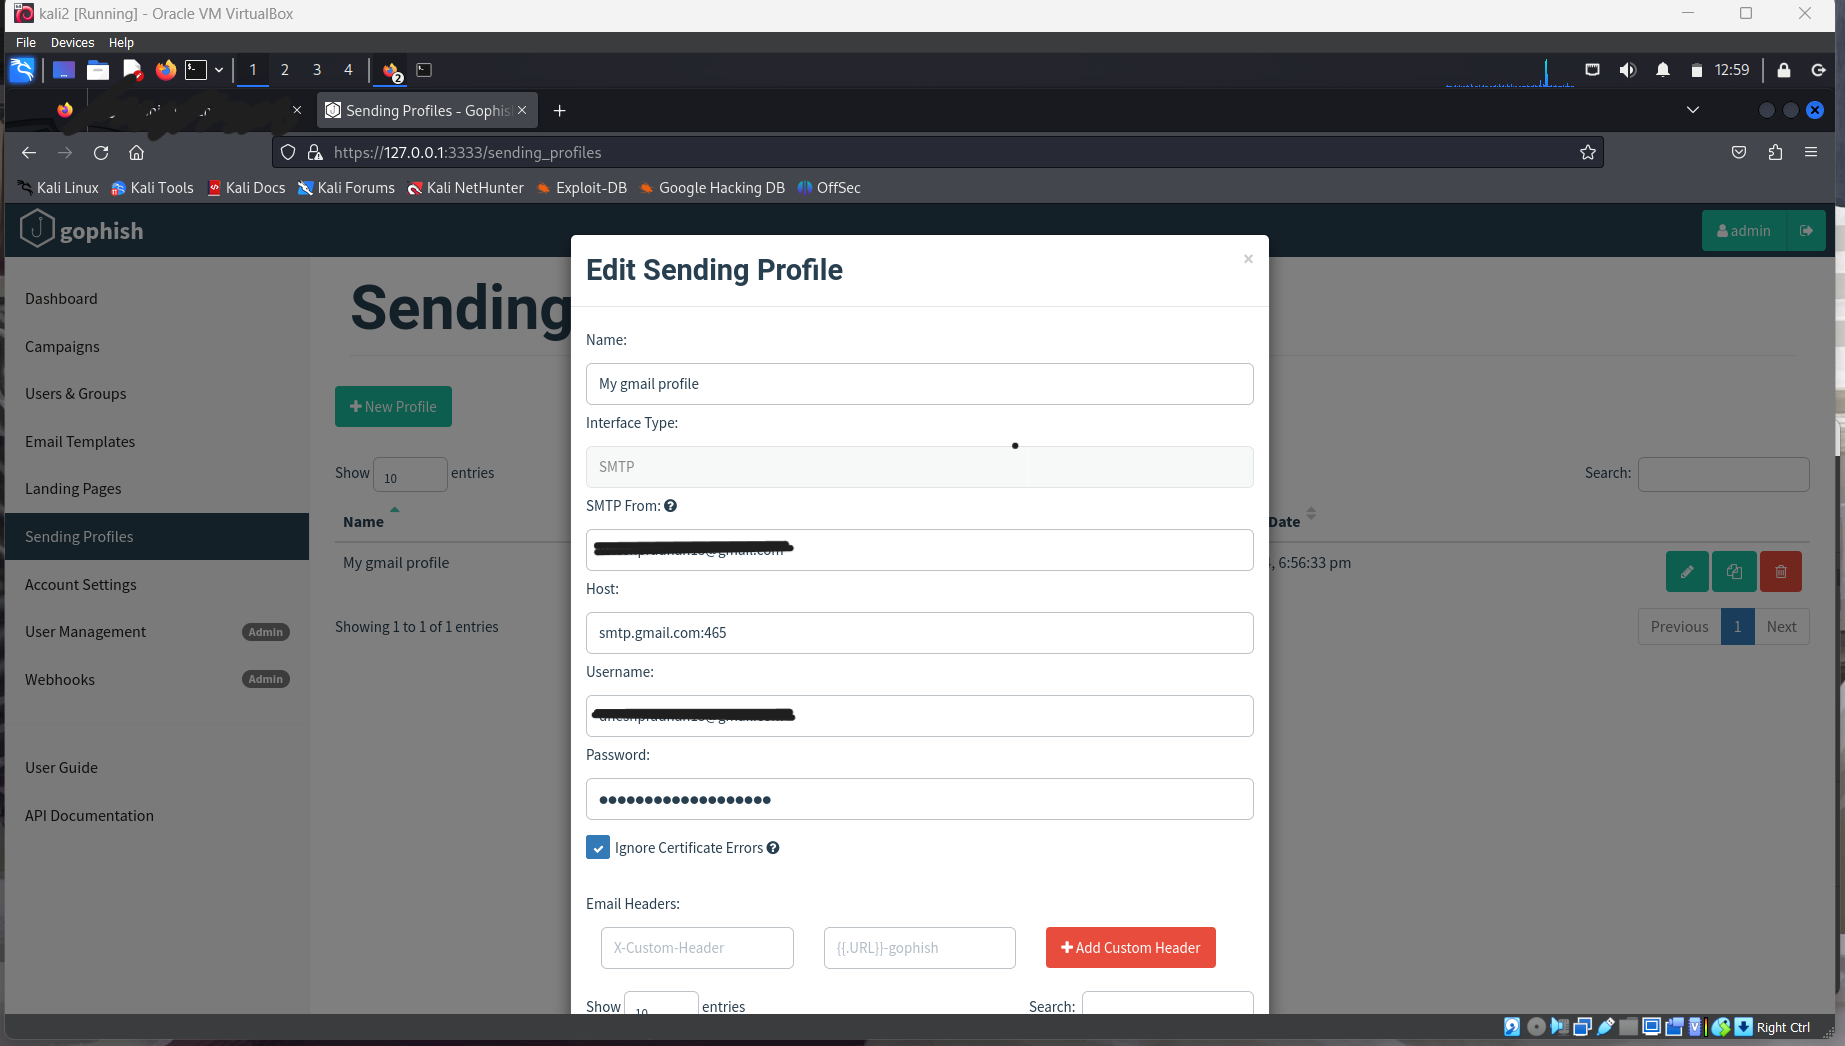 kali2 [Running] - Oracle VM VirtualBox
File Devices Help
1 2 3 4 2 12:59
Sending Profiles - Gophis
https://127.0.0.1:3333/sending_profiles
Kali Linux Kali Tools Kali Docs Kali Forums Kali NetHunter Exploit-DB Google Hacking DB OffSec
gophish admin
Dashboard
Campaigns
Users & Groups
Email Templates
Landing Pages
Sending Profiles
Account Settings
User Management Admin
Webhooks Admin
User Guide
API Documentation
Sending
New Profile
Show 10 entries
Search:
Name Date
My gmail profile 6:56:33 pm
Showing 1 to 1 of 1 entries
Previous 1 Next
Edit Sending Profile
×
Name:
My gmail profile
Interface Type:
SMTP
SMTP From:
Host:
smtp.gmail.com:465
Username:
Password:
Ignore Certificate Errors
Email Headers:
X-Custom-Header {{.URL}}-gophish Add Custom Header
Show 10 entries Search:
Right Ctrl